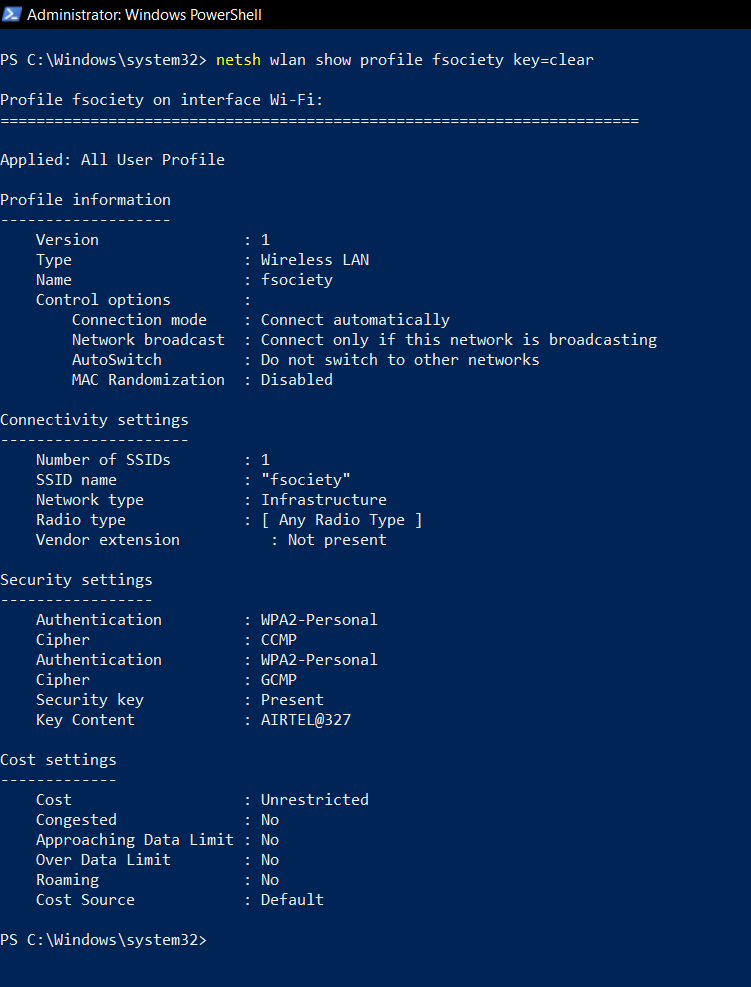 Administrator: Windows PowerShell
PS C:\Windows\system32> netsh wlan show profile fsociety key=clear
Profile fsociety on interface Wi-Fi:
=======================================================================
Applied: All User Profile
Profile information
-------------------
    Version                : 1
    Type                   : Wireless LAN
    Name                   : fsociety
    Control options        :
        Connection mode    : Connect automatically
        Network broadcast  : Connect only if this network is broadcasting
        AutoSwitch         : Do not switch to other networks
        MAC Randomization  : Disabled
Connectivity settings
---------------------
    Number of SSIDs        : 1
    SSID name              : "fsociety"
    Network type           : Infrastructure
    Radio type             : [ Any Radio Type ]
    Vendor extension          : Not present
Security settings
-----------------
    Authentication         : WPA2-Personal
    Cipher                 : CCMP
    Authentication         : WPA2-Personal
    Cipher                 : GCMP
    Security key           : Present
    Key Content            : AIRTEL@327
Cost settings
-------------
    Cost                   : Unrestricted
    Congested              : No
    Approaching Data Limit : No
    Over Data Limit        : No
    Roaming                : No
    Cost Source            : Default
PS C:\Windows\system32>